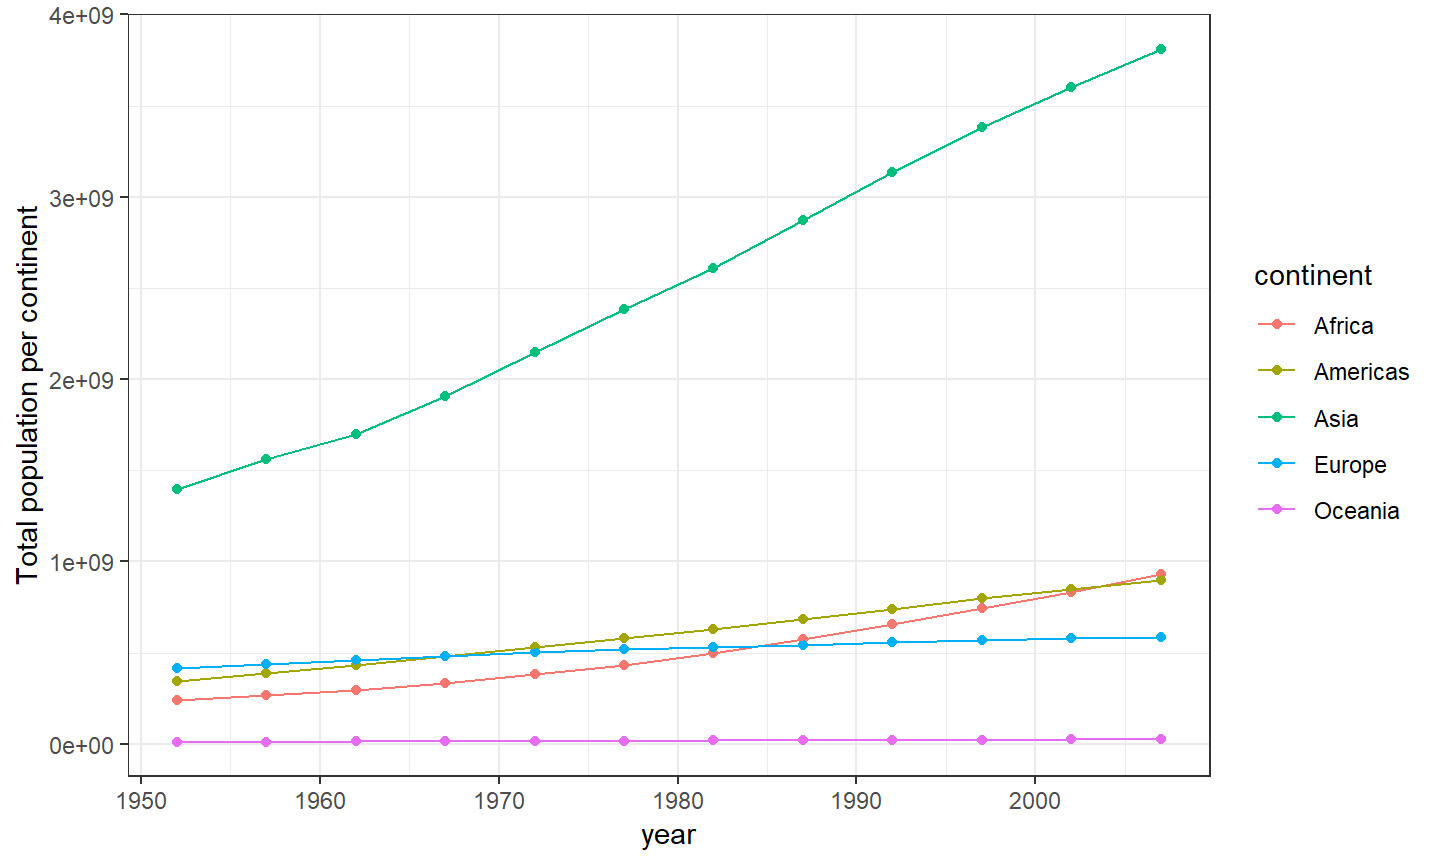 Total population per continent
4e+09
3e+09
2e+09
1e+09
0e+00
1950 1960 1970 1980 1990 2000
year
continent
Africa
Americas
Asia
Europe
Oceania